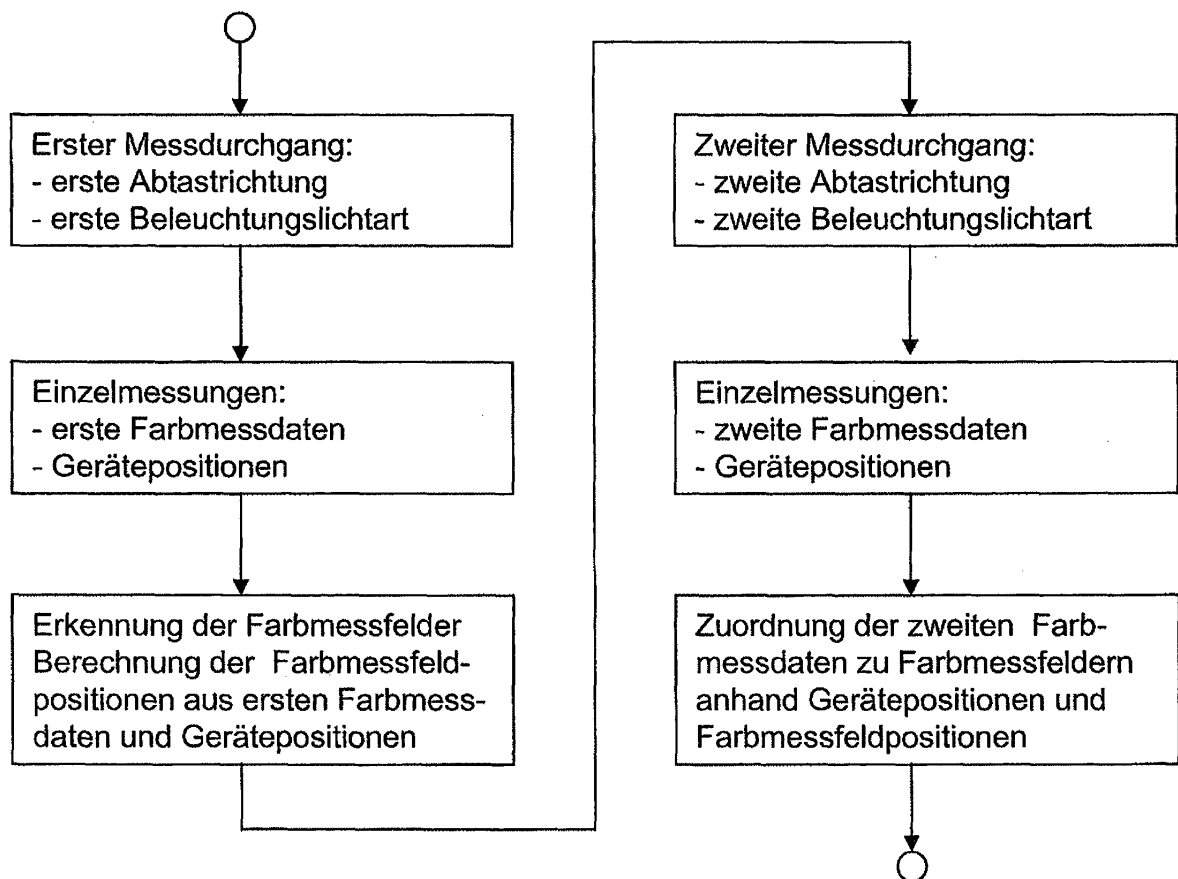 Erster Messdurchgang:
- erste Abtastrichtung
- erste Beleuchtungslichtart
Einzelmessungen:
- erste Farbmessdaten
- Gerätepositionen
Erkennung der Farbmessfelder
Berechnung der Farbmessfeld-
positionen aus ersten Farbmess-
daten und Gerätepositionen
Zweiter Messdurchgang:
- zweite Abtastrichtung
- zweite Beleuchtungslichtart
Einzelmessungen:
- zweite Farbmessdaten
- Gerätepositionen
Zuordnung der zweiten Farb-
messdaten zu Farbmessfeldern
anhand Gerätepositionen und
Farbmessfeldpositionen